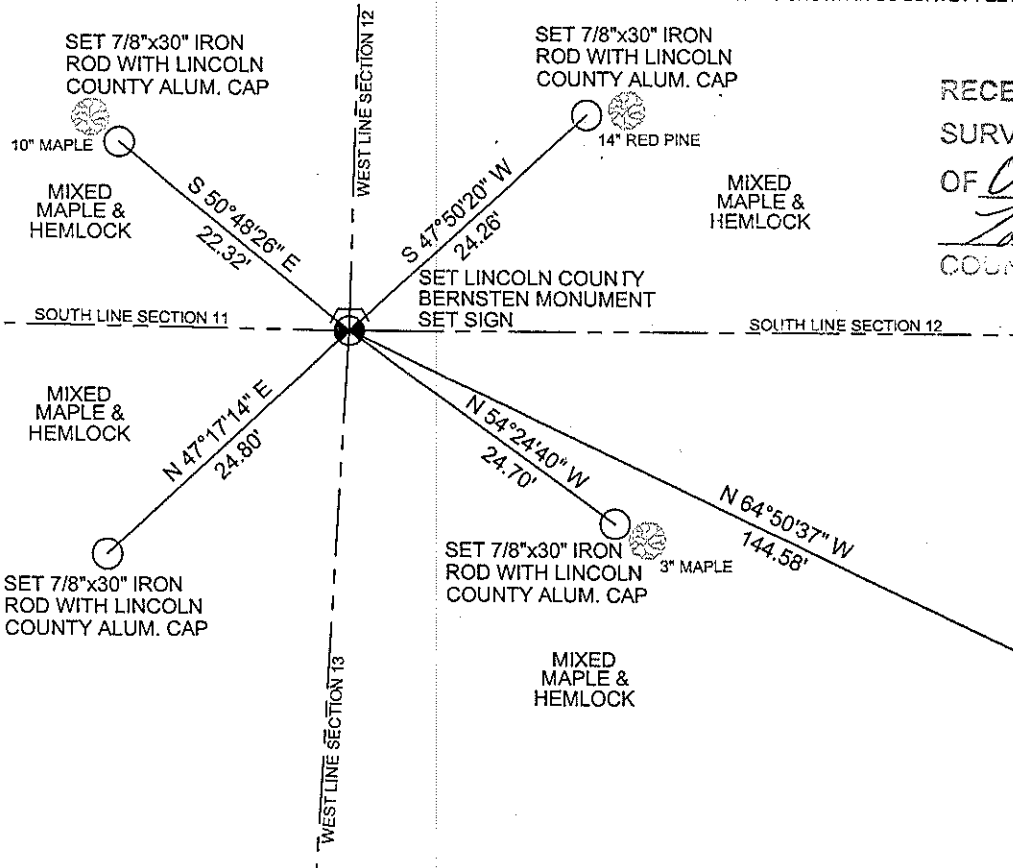 SET 7/8"x30" IRON
ROD WITH LINCOLN
COUNTY ALUM. CAP
10" MAPLE
MIXED
MAPLE &
HEMLOCK
S 50°48'26" E
22.32'
WEST LINE SECTION 12
SET 7/8"x30" IRON
ROD WITH LINCOLN
COUNTY ALUM. CAP
14" RED PINE
MIXED
MAPLE &
HEMLOCK
S 47°50'20" W
24.26'
OF
SET LINCOLN COUNTY
BERNSTEN MONUMENT
SET SIGN
SOUTH LINE SECTION 11
SOUTH LINE SECTION 12
MIXED
MAPLE &
HEMLOCK
N 47°17'14" E
24.80'
N 54°24'40" W
24.70'
N 64°50'37" W
144.58'
SET 7/8"x30" IRON
ROD WITH LINCOLN
COUNTY ALUM. CAP
SET 7/8"x30" IRON
ROD WITH LINCOLN
COUNTY ALUM. CAP
3" MAPLE
WEST LINE SECTION 13
MIXED
MAPLE &
HEMLOCK